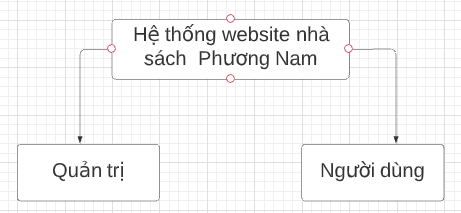 Hệ thống website nhà
sách Phương Nam
Quản trị
Người dùng